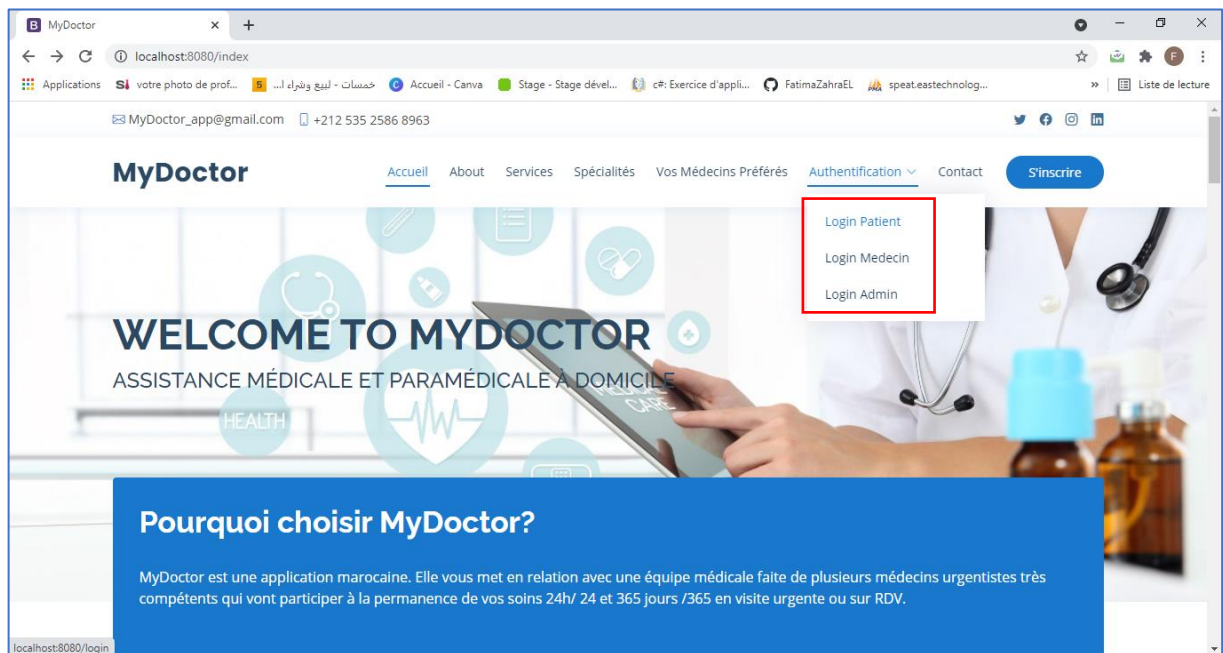 MyDoctor
localhost:8080/index
Applications votre photo de prof... خمسات - لبيع وشراء ا... Accueil - Canva Stage - Stage dével... c#: Exercice d'appli... FatimaZahraEL speat.eastechnolog... » Liste de lecture
MyDoctor_app@gmail.com +212 535 2586 8963
MyDoctor Accueil About Services Spécialités Vos Médecins Préférés Authentification Contact S'inscrire
Login Patient
Login Medecin
Login Admin
WELCOME TO MYDOCTOR
ASSISTANCE MÉDICALE ET PARAMÉDICALE À DOMICILE
MEDICAL
CARE
HEALTH
Pourquoi choisir MyDoctor?
MyDoctor est une application marocaine. Elle vous met en relation avec une équipe médicale faite de plusieurs médecins urgentistes très
compétents qui vont participer à la permanence de vos soins 24h/ 24 et 365 jours /365 en visite urgente ou sur RDV.
localhost:8080/login